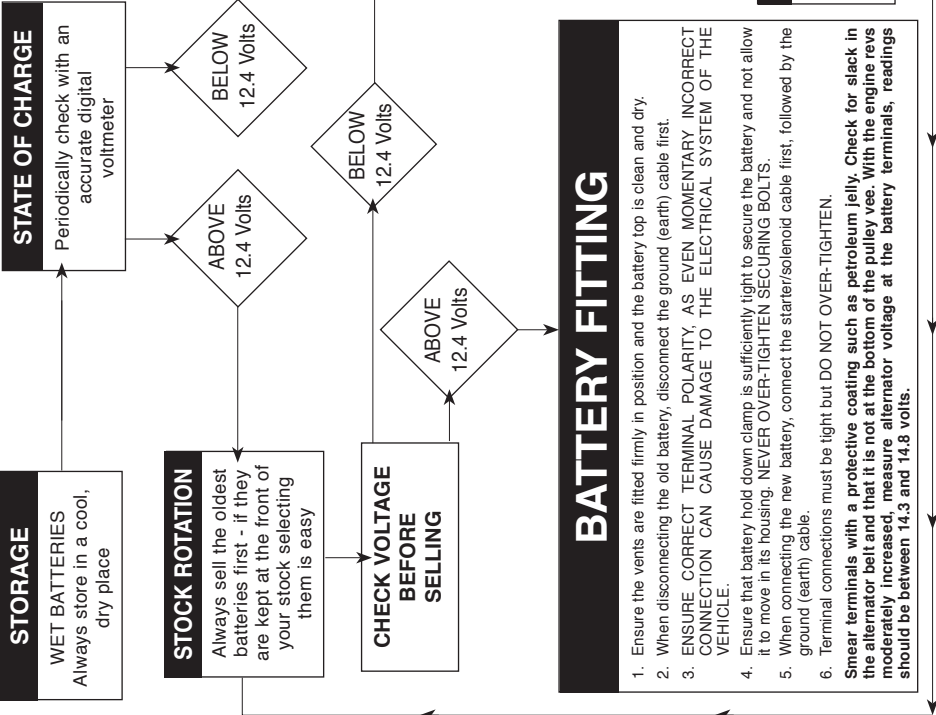 STORAGE
WET BATTERIES
Always store in a cool,
dry place
STATE OF CHARGE
Periodically check with an
accurate digital
voltmeter
ABOVE
12.4 Volts
BELOW
12.4 Volts
STOCK ROTATION
Always sell the oldest
batteries first - if they
are kept at the front of
your stock selecting
them is easy
CHECK VOLTAGE
BEFORE
SELLING
BELOW
12.4 Volts
ABOVE
12.4 Volts
BATTERY FITTING
1. Ensure the vents are fitted firmly in position and the battery top is clean and dry.
2. When disconnecting the old battery, disconnect the ground (earth) cable first.
3. ENSURE CORRECT TERMINAL POLARITY, AS EVEN MOMENTARY INCORRECT
CONNECTION CAN CAUSE DAMAGE TO THE ELECTRICAL SYSTEM OF THE
VEHICLE.
4. Ensure that battery hold down clamp is sufficiently tight to secure the battery and not allow
it to move in its housing. NEVER OVER-TIGHTEN SECURING BOLTS.
5. When connecting the new battery, connect the starter/solenoid cable first, followed by the
ground (earth) cable.
6. Terminal connections must be tight but DO NOT OVER-TIGHTEN.
Smear terminals with a protective coating such as petroleum jelly. Check for slack in
the alternator belt and that it is not at the bottom of the pulley vee. With the engine revs
moderately increased, measure alternator voltage at the battery terminals, readings
should be between 14.3 and 14.8 volts.